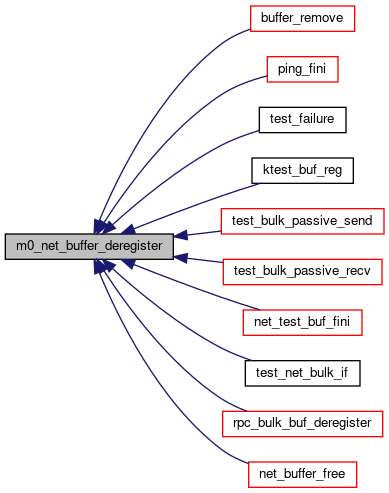 buffer_remove
ping_fini
test_failure
ktest_buf_reg
test_bulk_passive_send
m0_net_buffer_deregister
test_bulk_passive_recv
net_test_buf_fini
test_net_bulk_if
rpc_bulk_buf_deregister
net_buffer_free